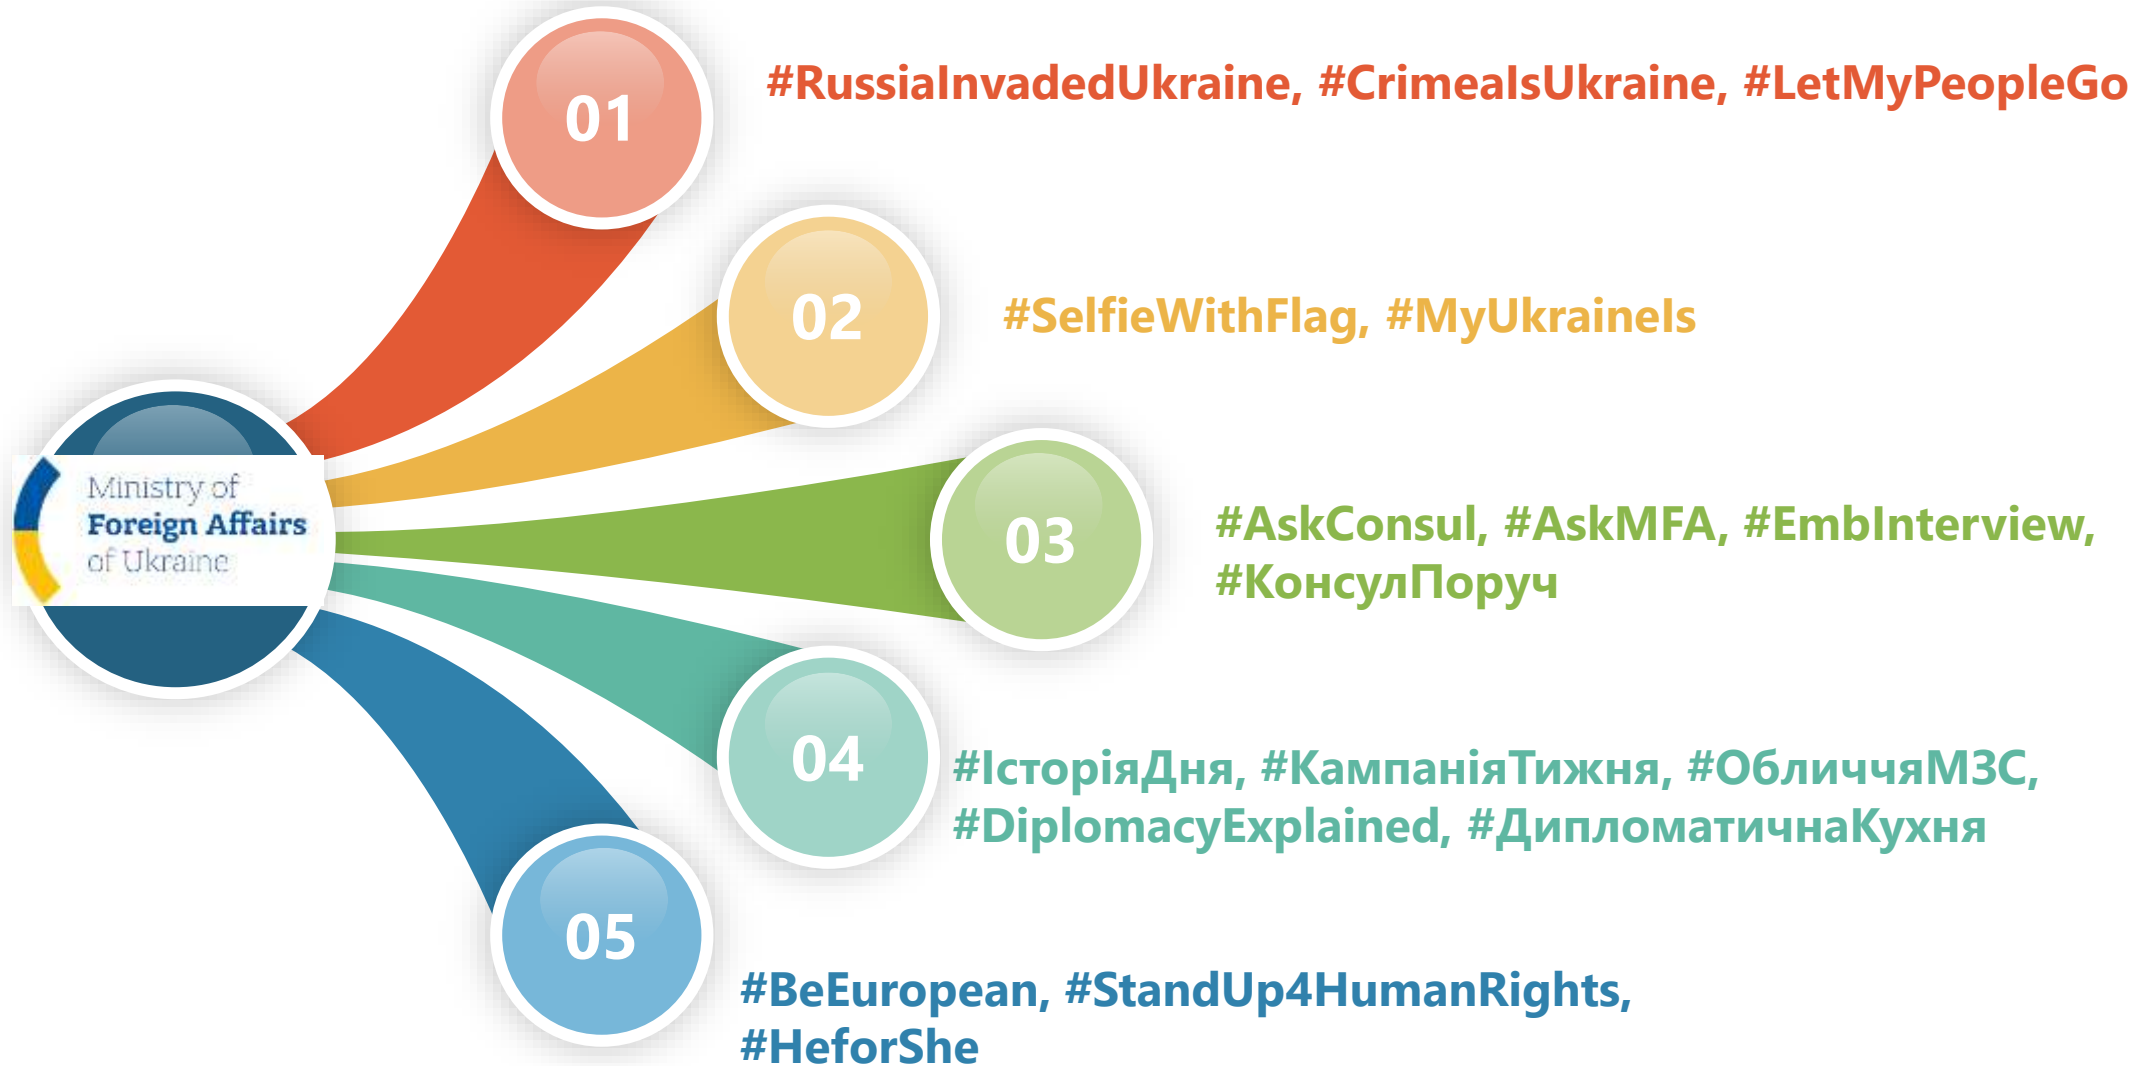 01
#RussiaInvadedUkraine, #CrimeaIsUkraine, #LetMyPeopleGo
02
#SelfieWithFlag, #MyUkraineIs
Ministry of
Foreign Affairs
of Ukraine
03
#AskConsul, #AskMFA, #EmbInterview,
#КонсулПоруч
04
#ІсторіяДня, #КампаніяТижня, #ОбличчяМЗС,
#DiplomacyExplained, #ДипломатичнаКухня
05
#BeEuropean, #StandUp4HumanRights,
#HeforShe